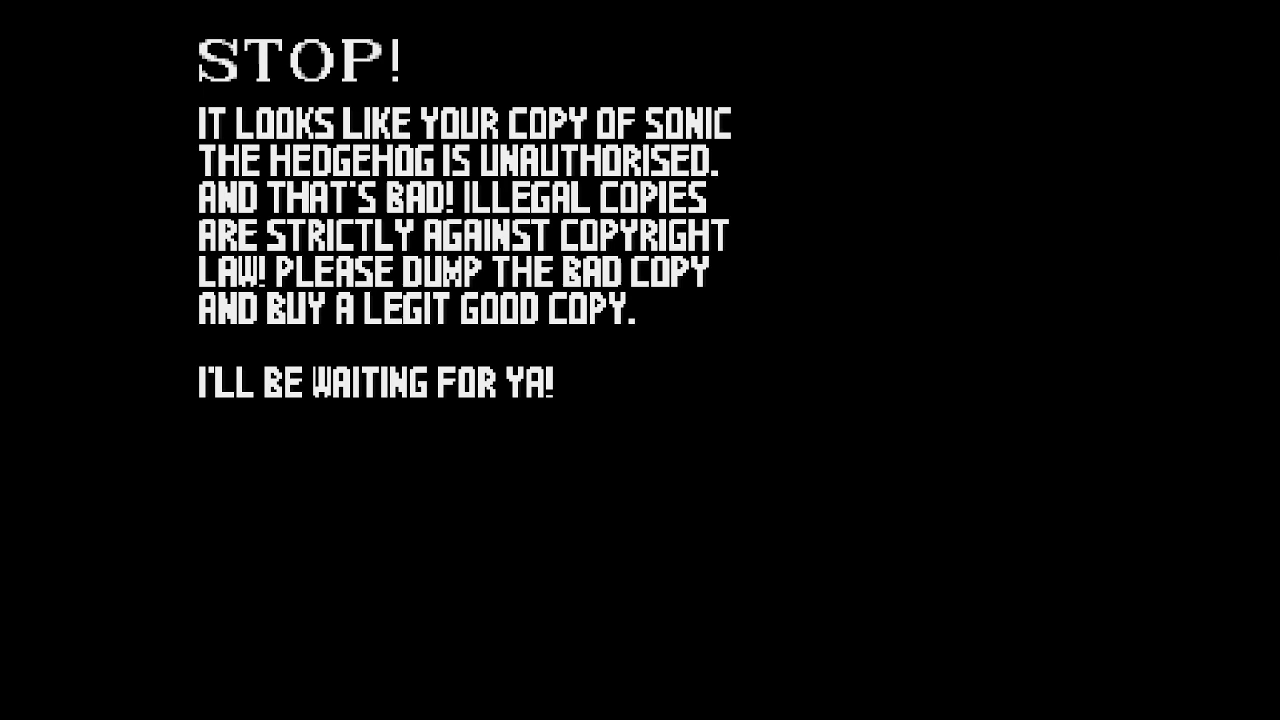 STOP!
IT LOOKS LIKE YOUR COPY OF SONIC
THE HEDGEHOG IS UNAUTHORISED.
AND THAT'S BAD! ILLEGAL COPIES
ARE STRICTLY AGAINST COPYRIGHT
LAW! PLEASE DUMP THE BAD COPY
AND BUY A LEGIT GOOD COPY.
I'LL BE WAITING FOR YA!